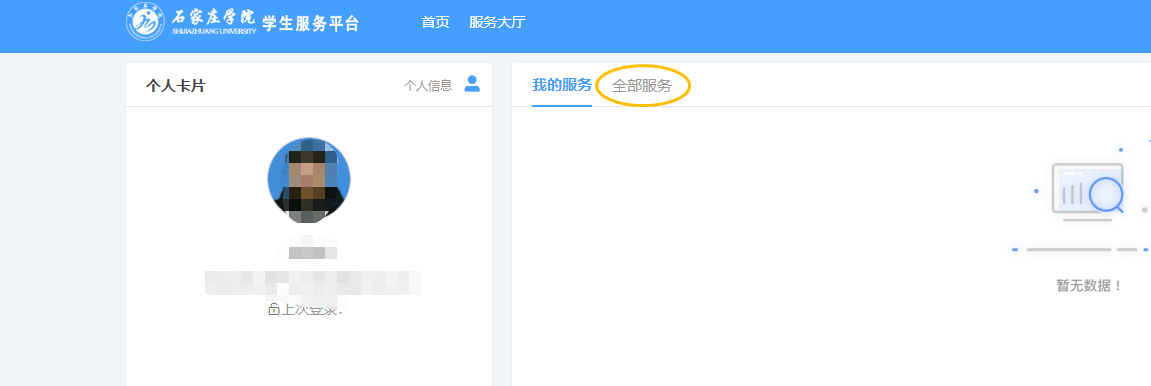 石家庄学院 学生服务平台 首页 服务大厅
SHIJIAZHUANG UNIVERSITY
个人卡片 个人信息
我的服务 全部服务
上次登录:
暂无数据！